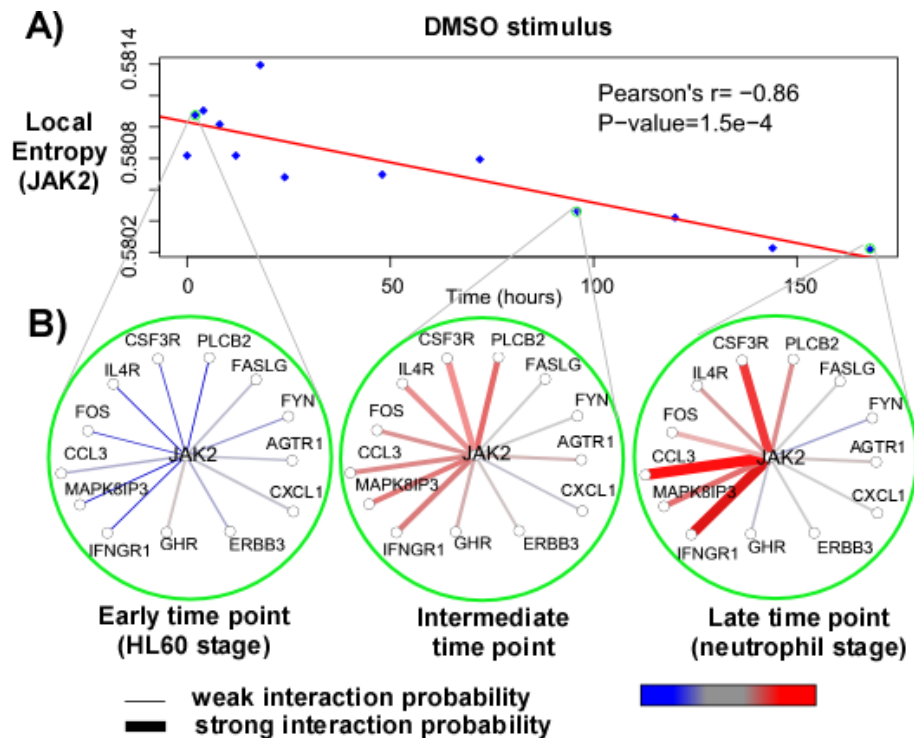 A)
DMSO stimulus
Local
Entropy
(JAK2)
0.5814
0.5808
0.5802
Pearson's r= −0.86
P−value=1.5e−4
0
50
100
150
Time (hours)
B)
CSF3R
PLCB2
IL4R
FASLG
FOS
FYN
CCL3
JAK2
AGTR1
MAPK8IP3
CXCL1
IFNGR1
GHR
ERBB3
CSF3R
PLCB2
IL4R
FASLG
FOS
FYN
CCL3
JAK2
AGTR1
MAPK8IP3
CXCL1
IFNGR1
GHR
ERBB3
CSF3R
PLCB2
IL4R
FASLG
FOS
FYN
CCL3
JAK2
AGTR1
MAPK8IP3
CXCL1
IFNGR1
GHR
ERBB3
Early time point
(HL60 stage)
Intermediate
time point
Late time point
(neutrophil stage)
weak interaction probability
strong interaction probability